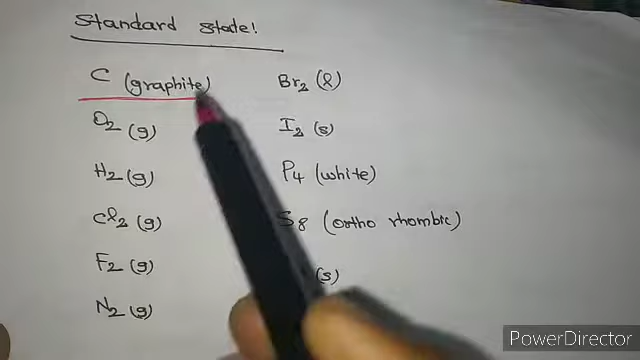 Standard state!
C (graphite)
O2 (g)
H2 (g)
Cl2 (g)
F2 (g)
N2 (g)
Br2 (l)
I2 (s)
P4 (white)
S8 (ortho rhombic)
(s)
PowerDirector